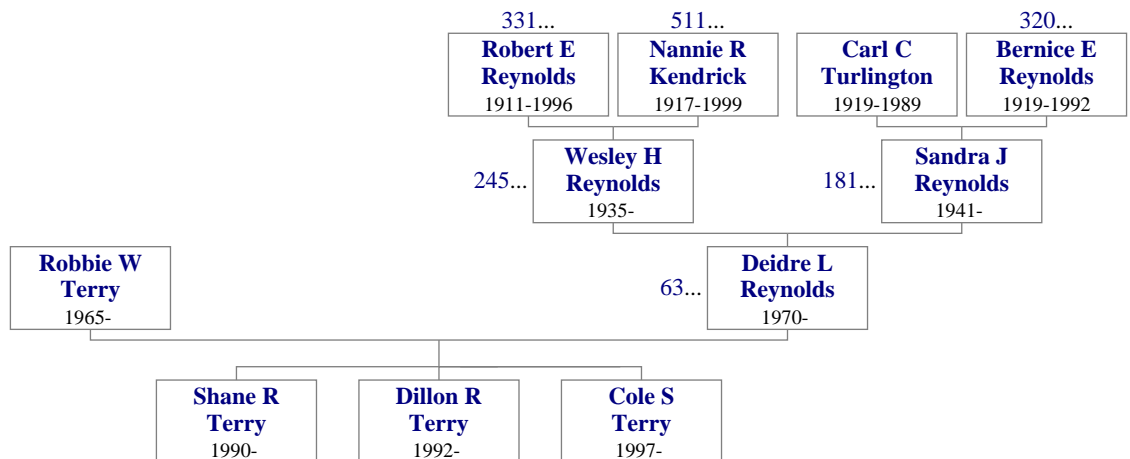 331...
511...
320...
Robert E
Reynolds
1911-1996
Nannie R
Kendrick
1917-1999
Carl C
Turlington
1919-1989
Bernice E
Reynolds
1919-1992
245...
Wesley H
Reynolds
1935-
181...
Sandra J
Reynolds
1941-
Robbie W
Terry
1965-
63...
Deidre L
Reynolds
1970-
Shane R
Terry
1990-
Dillon R
Terry
1992-
Cole S
Terry
1997-